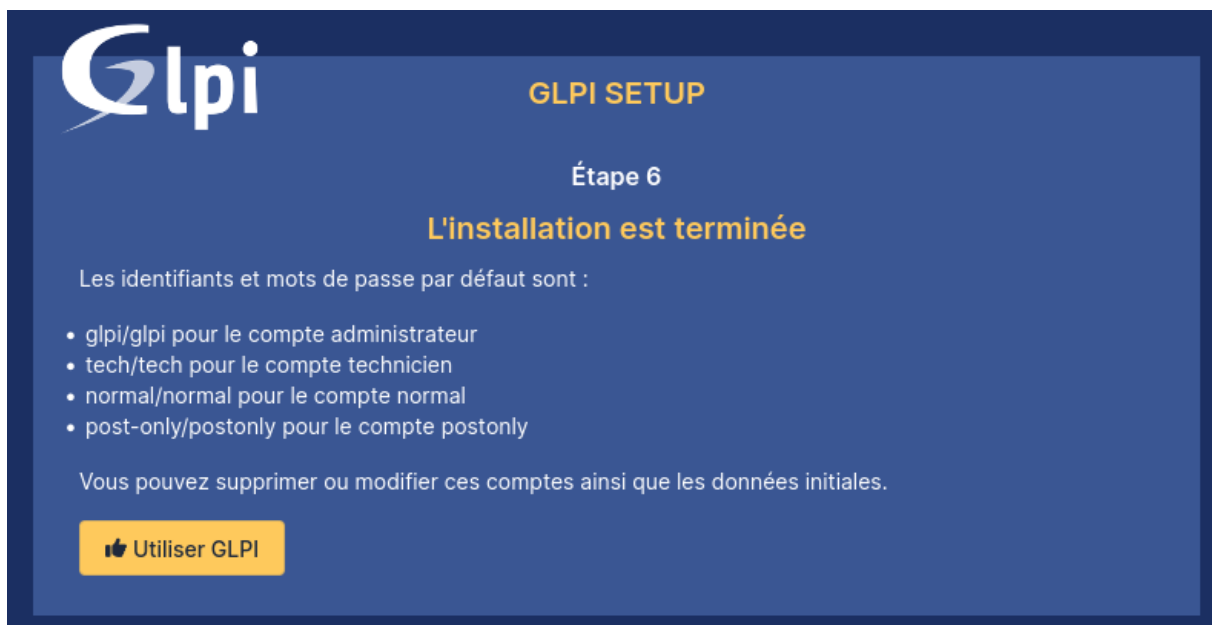 Glpi
GLPI SETUP
Étape 6
L'installation est terminée
Les identifiants et mots de passe par défaut sont :
• glpi/glpi pour le compte administrateur
• tech/tech pour le compte technicien
• normal/normal pour le compte normal
• post-only/postonly pour le compte postonly
Vous pouvez supprimer ou modifier ces comptes ainsi que les données initiales.
Utiliser GLPI